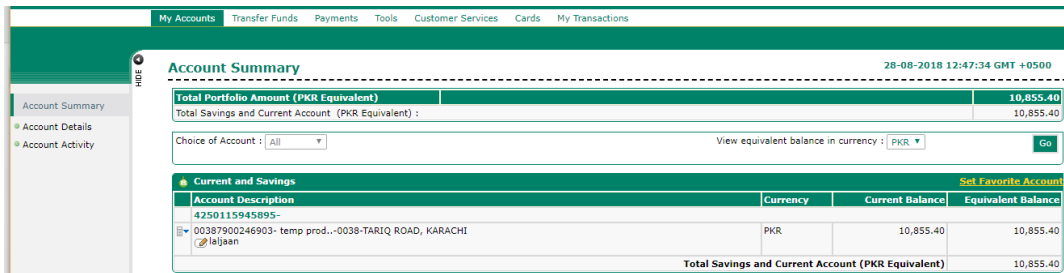 My Accounts Transfer Funds Payments Tools Customer Services Cards My Transactions
HIDE
Account Summary 28-08-2018 12:47:34 GMT +0500
Account Summary
Account Details
Account Activity
Total Portfolio Amount (PKR Equivalent) 10,855.40
Total Savings and Current Account (PKR Equivalent) : 10,855.40
Choice of Account : All View equivalent balance in currency : PKR Go
Current and Savings Set Favorite Account
Account Description Currency Current Balance Equivalent Balance
4250115945895-
00387900246903- temp prod..-0038-TARIQ ROAD, KARACHI PKR 10,855.40 10,855.40
laljaan
Total Savings and Current Account (PKR Equivalent) 10,855.40